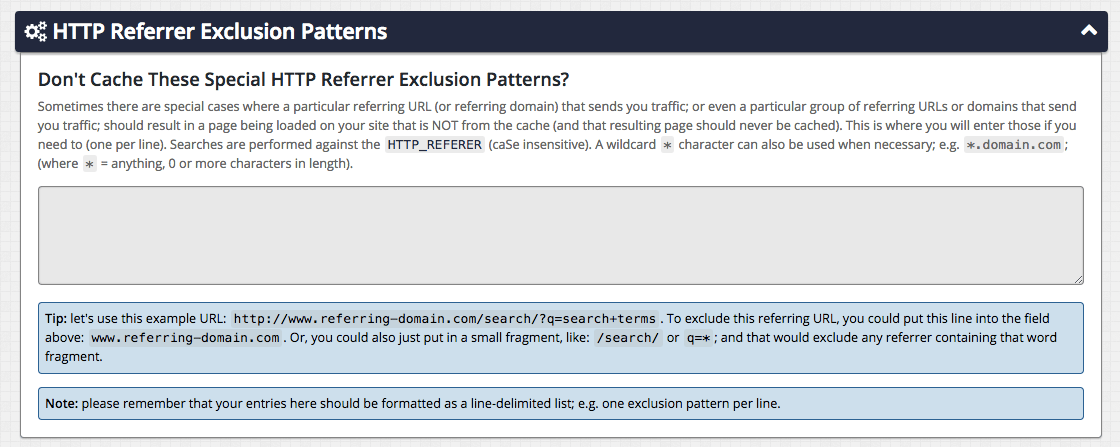 HTTP Referrer Exclusion Patterns
Don't Cache These Special HTTP Referrer Exclusion Patterns?
Sometimes there are special cases where a particular referring URL (or referring domain) that sends you traffic; or even a particular group of referring URLs or domains that send
you traffic; should result in a page being loaded on your site that is NOT from the cache (and that resulting page should never be cached). This is where you will enter those if you
need to (one per line). Searches are performed against the HTTP_REFERER (caSe insensitive). A wildcard * character can also be used when necessary; e.g. *.domain.com ;
(where * = anything, 0 or more characters in length).
Tip: let's use this example URL: http://www.referring-domain.com/search/?q=search+terms . To exclude this referring URL, you could put this line into the field
above: www.referring-domain.com . Or, you could also just put in a small fragment, like: /search/ or q=* ; and that would exclude any referrer containing that word
fragment.
Note: please remember that your entries here should be formatted as a line-delimited list; e.g. one exclusion pattern per line.